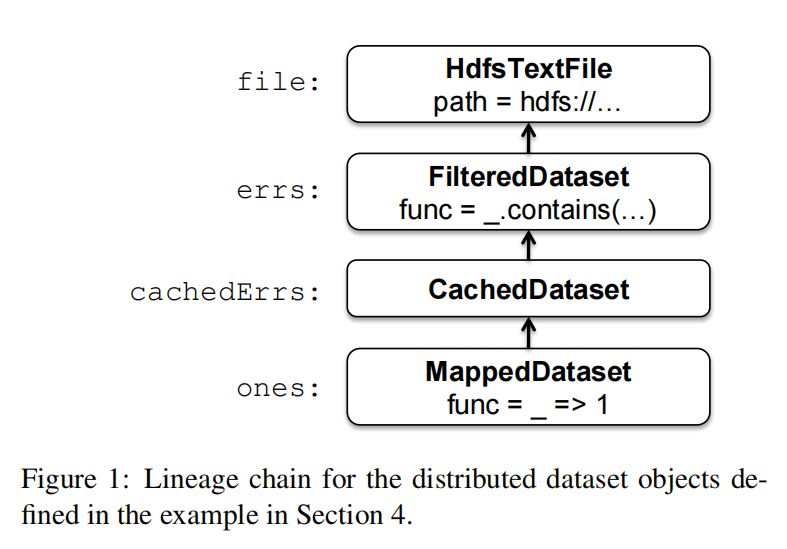 file:
HdfsTextFile
path = hdfs://…
errs:
FilteredDataset
func = _.contains(…)
cachedErrs:
CachedDataset
ones:
MappedDataset
func = _ => 1
Figure 1: Lineage chain for the distributed dataset objects de-
fined in the example in Section 4.